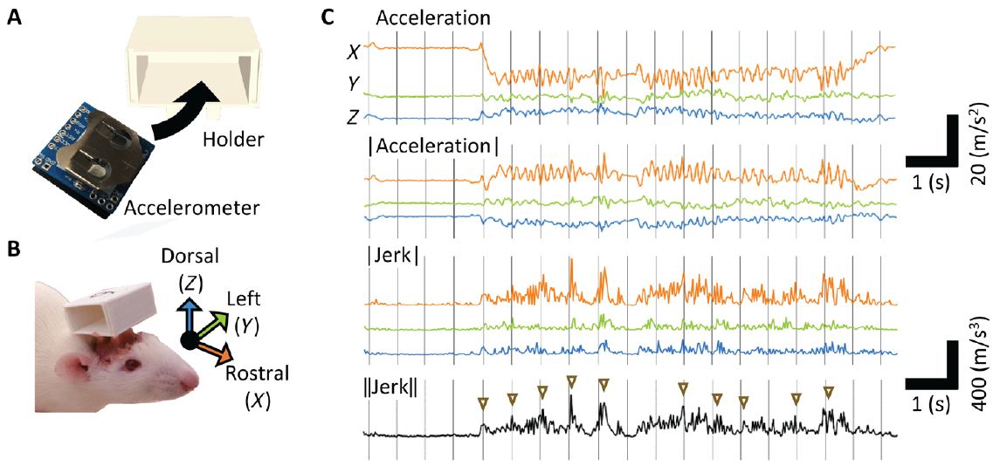 A
Holder
Accelerometer
B
Dorsal
(Z)
Left
(Y)
Rostral
(X)
C
Acceleration
X
Y
Z
|Acceleration|
1 (s)
20 (m/s²)
|Jerk|
||Jerk||
1 (s)
400 (m/s³)